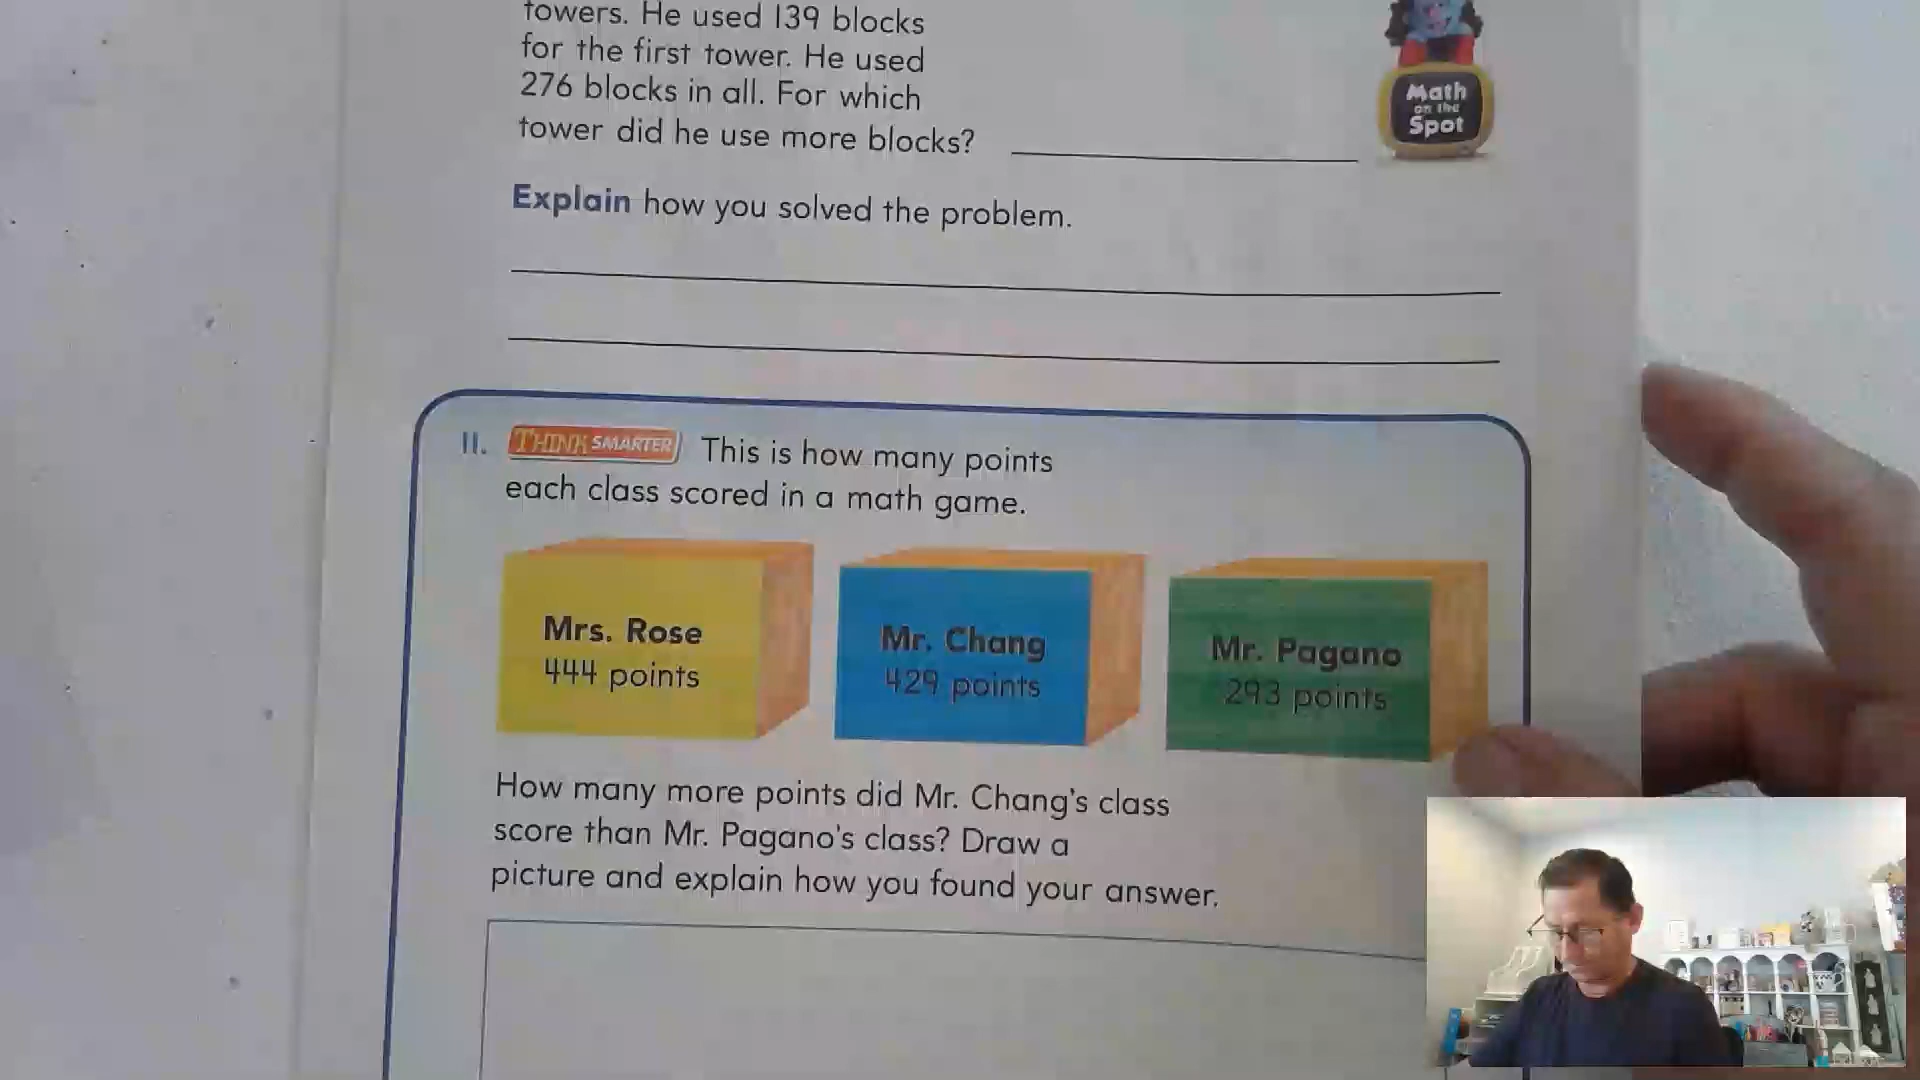 towers. He used 139 blocks
for the first tower. He used
276 blocks in all. For which
tower did he use more blocks?
Math
on the
Spot
Explain how you solved the problem.
11. THINK SMARTER This is how many points
each class scored in a math game.
Mrs. Rose
444 points
Mr. Chang
429 points
Mr. Pagano
293 points
How many more points did Mr. Chang's class
score than Mr. Pagano's class? Draw a
picture and explain how you found your answer.